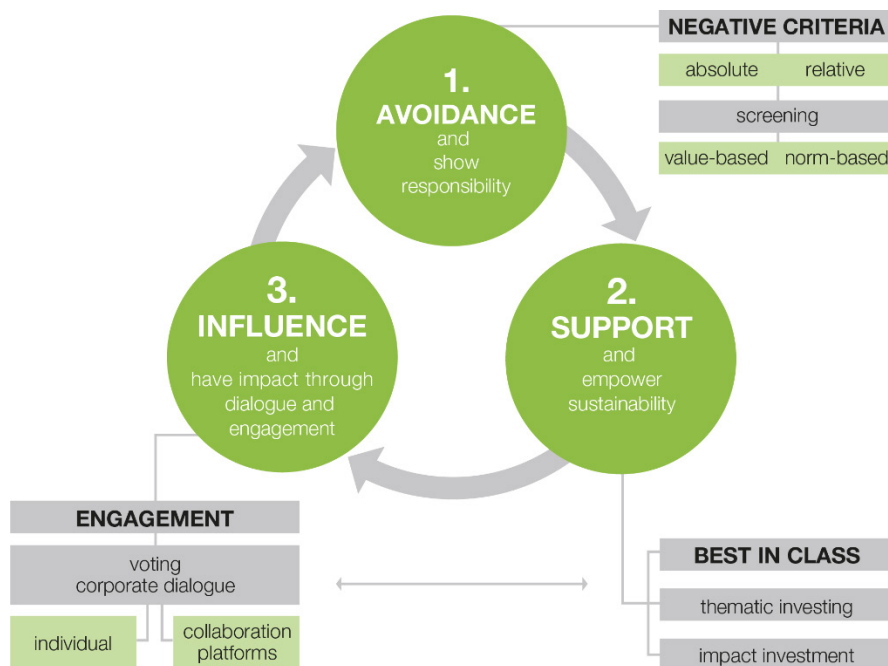 1.
AVOIDANCE
and
show
responsibility
NEGATIVE CRITERIA
absolute relative
screening
value-based norm-based
2.
SUPPORT
and
empower
sustainability
BEST IN CLASS
thematic investing
impact investment
3.
INFLUENCE
and
have impact through
dialogue and
engagement
ENGAGEMENT
voting
corporate dialogue
individual
collaboration
platforms